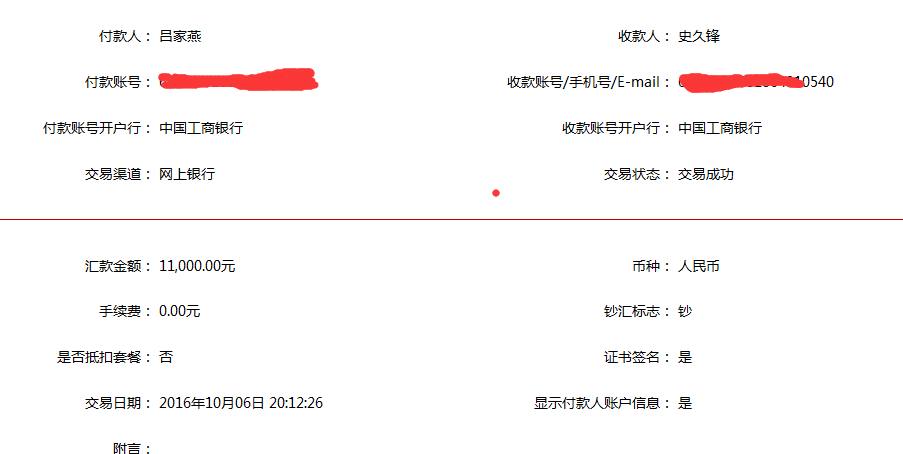 付款人： 吕家燕 收款人： 史久锋
付款账号： 收款账号/手机号/E-mail： 10540
付款账号开户行： 中国工商银行 收款账号开户行： 中国工商银行
交易渠道： 网上银行 交易状态： 交易成功
汇款金额： 11,000.00元 币种： 人民币
手续费： 0.00元 钞汇标志： 钞
是否抵扣套餐： 否 证书签名： 是
交易日期： 2016年10月06日 20:12:26 显示付款人账户信息： 是
附言：